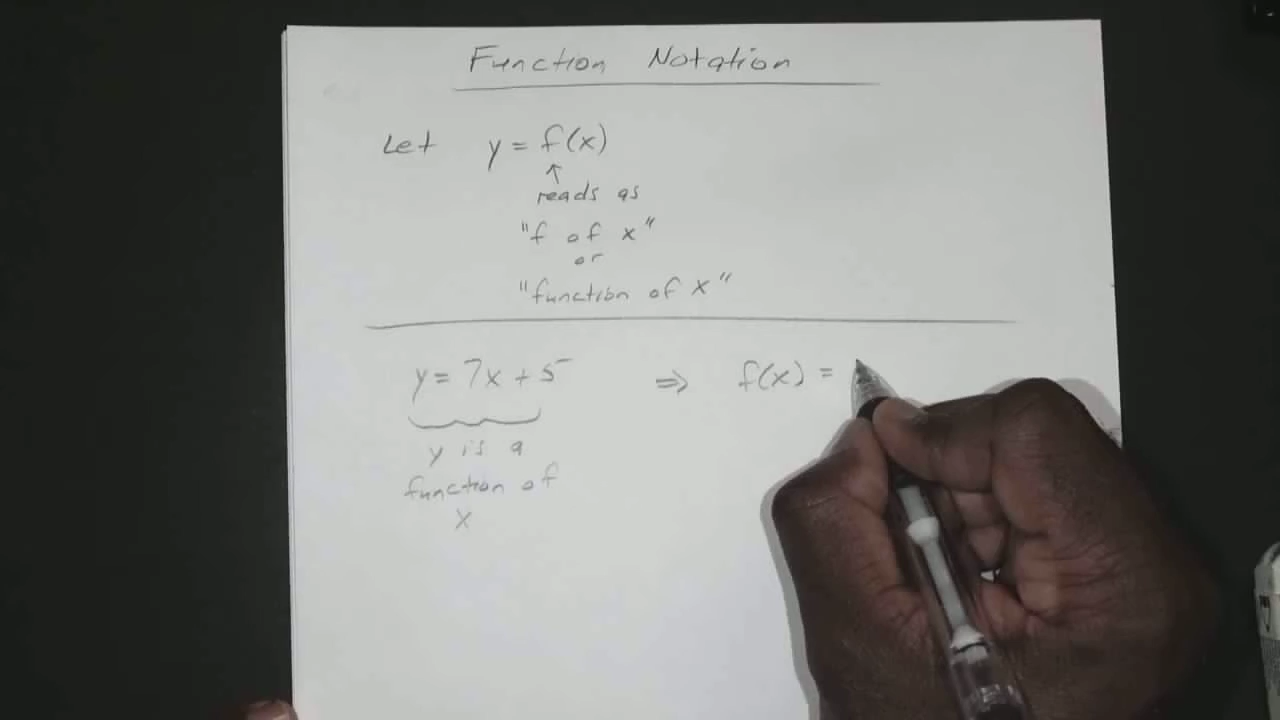 Function Notation
Let y = f(x)
↑
reads as
"f of x"
or
"function of x"
y = 7x + 5 ⇒ f(x) =
y is a
function of
x